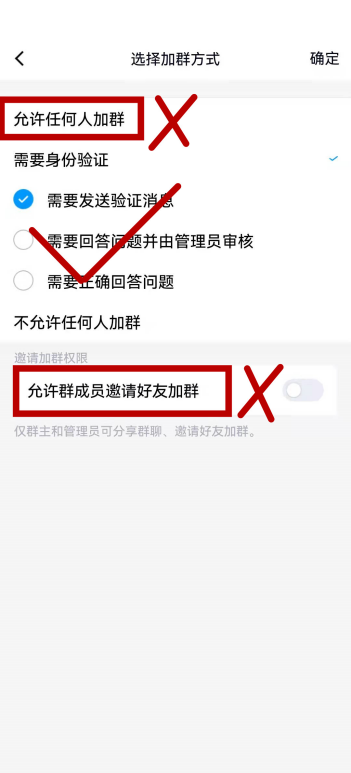 选择加群方式 确定
允许任何人加群
需要身份验证
需要发送验证消息
需要回答问题并由管理员审核
需要正确回答问题
不允许任何人加群
邀请加群权限
允许群成员邀请好友加群
仅群主和管理员可分享群聊、邀请好友加群。